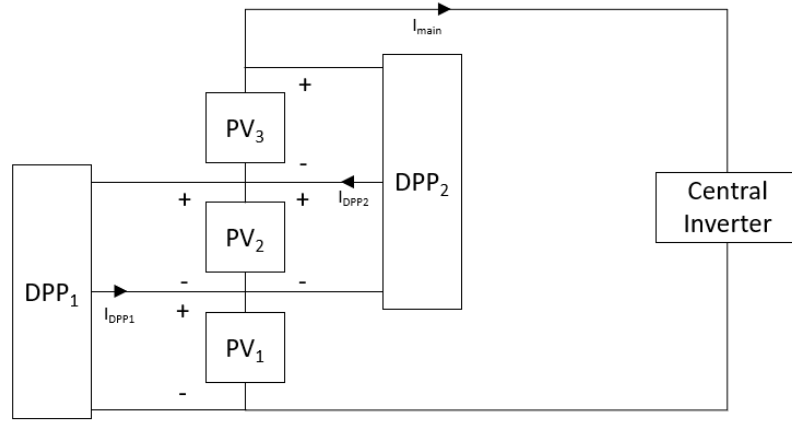 I_main
+
PV_3
-
DPP_2
+
+
I_DPP2
Central
Inverter
PV_2
DPP_1
-
-
I_DPP1
+
PV_1
-